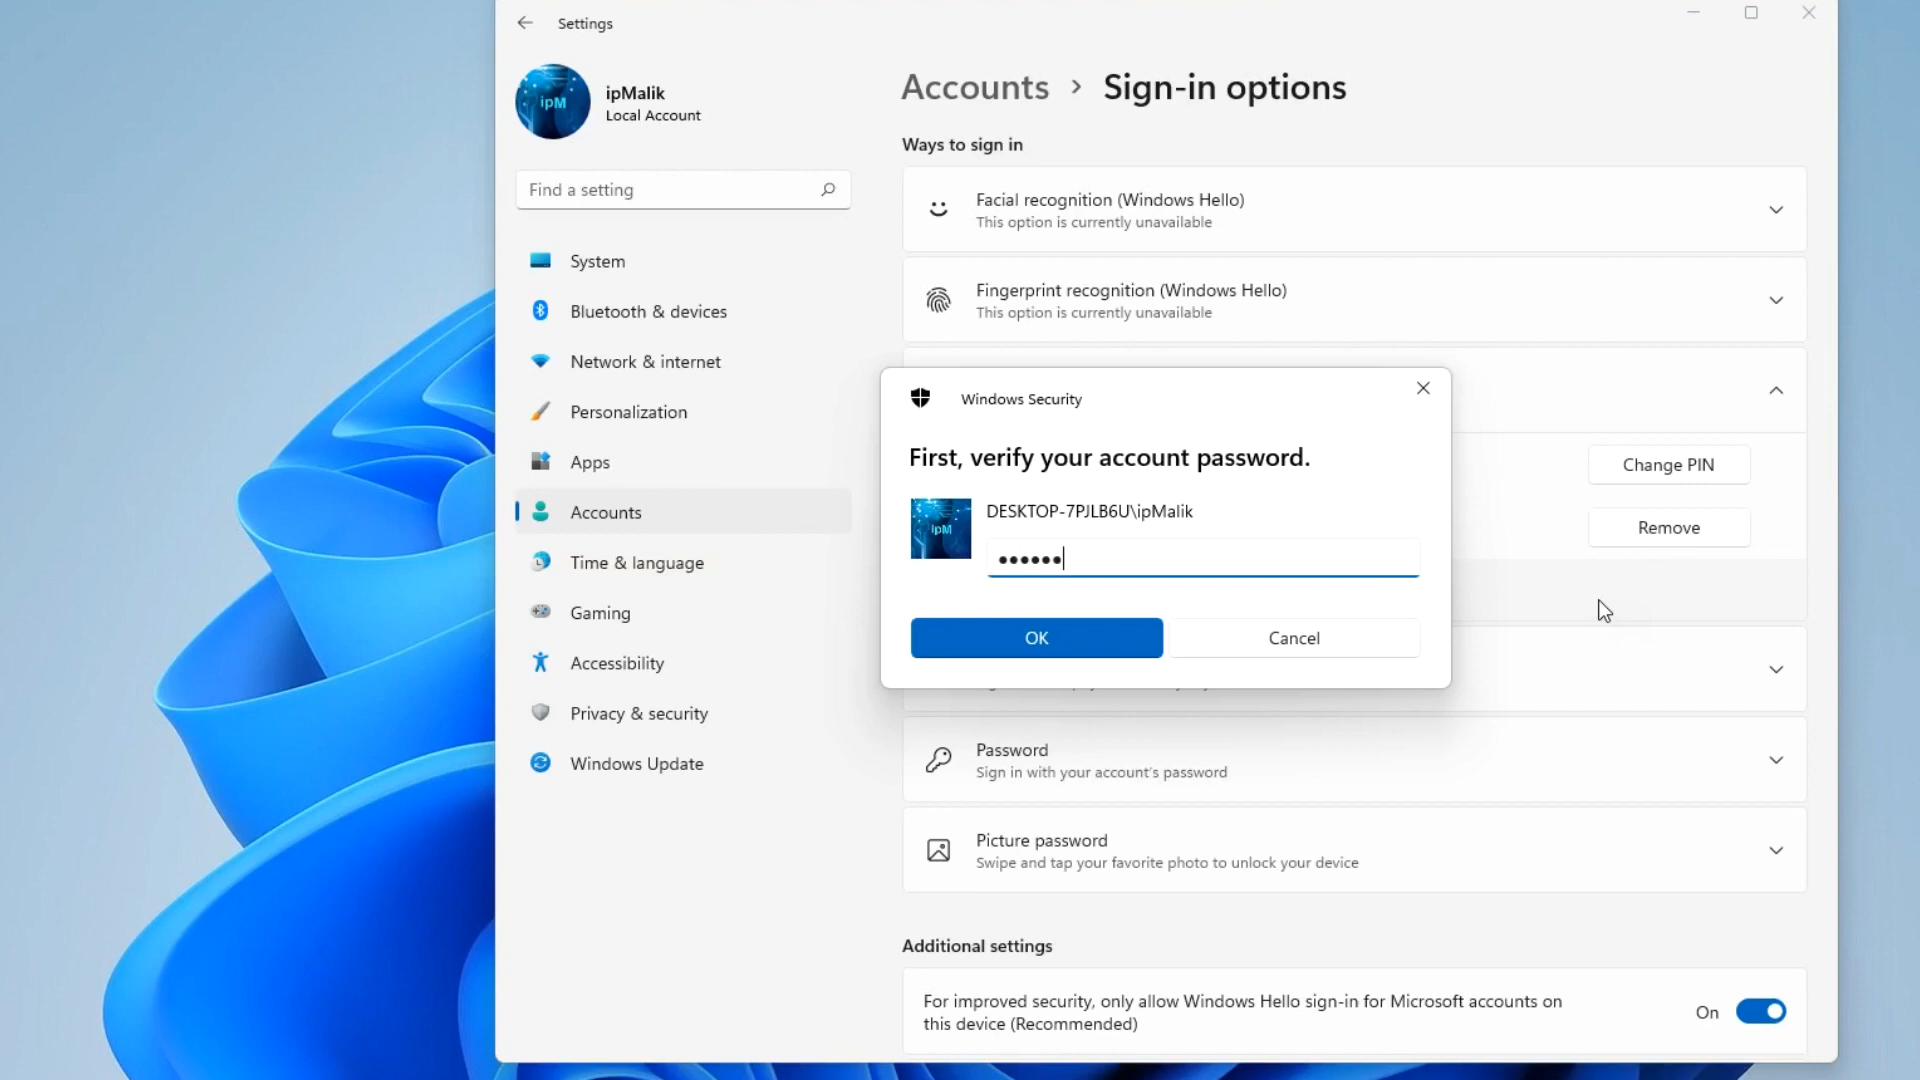 Settings
ipM
ipMalik
Local Account
Find a setting
System
Bluetooth & devices
Network & internet
Personalization
Apps
Accounts
Time & language
Gaming
Accessibility
Privacy & security
Windows Update
Accounts > Sign-in options
Ways to sign in
Facial recognition (Windows Hello)
This option is currently unavailable
Fingerprint recognition (Windows Hello)
This option is currently unavailable
Windows Security
First, verify your account password.
ipM
DESKTOP-7PJLB6U\ipMalik
••••••
OK
Cancel
Change PIN
Remove
Password
Sign in with your account's password
Picture password
Swipe and tap your favorite photo to unlock your device
Additional settings
For improved security, only allow Windows Hello sign-in for Microsoft accounts on
this device (Recommended)
On